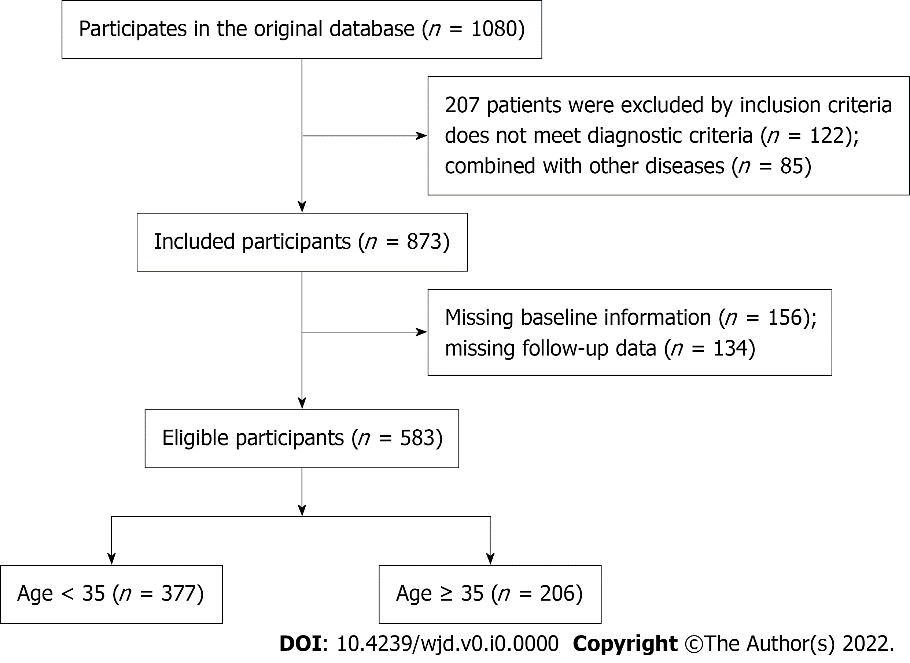 Participates in the original database (n = 1080)
207 patients were excluded by inclusion criteria
does not meet diagnostic criteria (n = 122);
combined with other diseases (n = 85)
Included participants (n = 873)
Missing baseline information (n = 156);
missing follow-up data (n = 134)
Eligible participants (n = 583)
Age < 35 (n = 377)
Age ≥ 35 (n = 206)
DOI: 10.4239/wjd.v0.i0.0000 Copyright ©The Author(s) 2022.